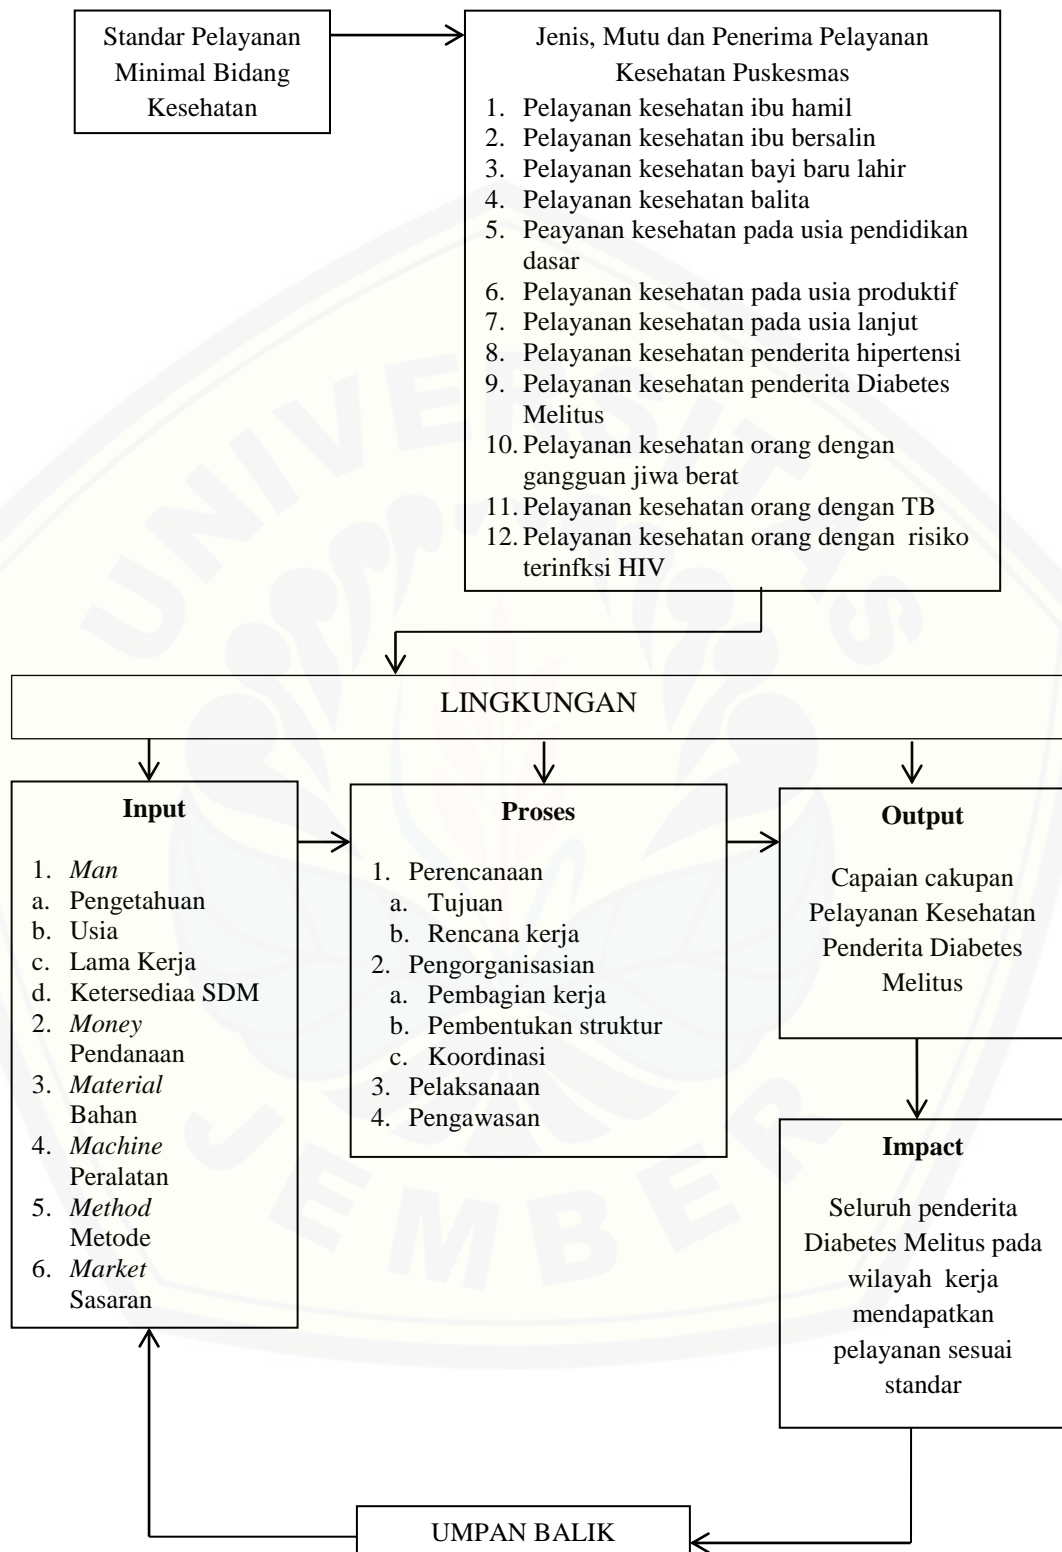 Standar Pelayanan
Minimal Bidang
Kesehatan
Jenis, Mutu dan Penerima Pelayanan
Kesehatan Puskesmas
1. Pelayanan kesehatan ibu hamil
2. Pelayanan kesehatan ibu bersalin
3. Pelayanan kesehatan bayi baru lahir
4. Pelayanan kesehatan balita
5. Peayanan kesehatan pada usia pendidikan
dasar
6. Pelayanan kesehatan pada usia produktif
7. Pelayanan kesehatan pada usia lanjut
8. Pelayanan kesehatan penderita hipertensi
9. Pelayanan kesehatan penderita Diabetes
Melitus
10. Pelayanan kesehatan orang dengan
gangguan jiwa berat
11. Pelayanan kesehatan orang dengan TB
12. Pelayanan kesehatan orang dengan risiko
terinfksi HIV
LINGKUNGAN
Input
1. Man
a. Pengetahuan
b. Usia
c. Lama Kerja
d. Ketersediaa SDM
2. Money
Pendanaan
3. Material
Bahan
4. Machine
Peralatan
5. Method
Metode
6. Market
Sasaran
Proses
1. Perencanaan
a. Tujuan
b. Rencana kerja
2. Pengorganisasian
a. Pembagian kerja
b. Pembentukan struktur
c. Koordinasi
3. Pelaksanaan
4. Pengawasan
Output
Capaian cakupan
Pelayanan Kesehatan
Penderita Diabetes
Melitus
Impact
Seluruh penderita
Diabetes Melitus pada
wilayah kerja
mendapatkan
pelayanan sesuai
standar
UMPAN BALIK
UNIVERSITAS
JEMBER